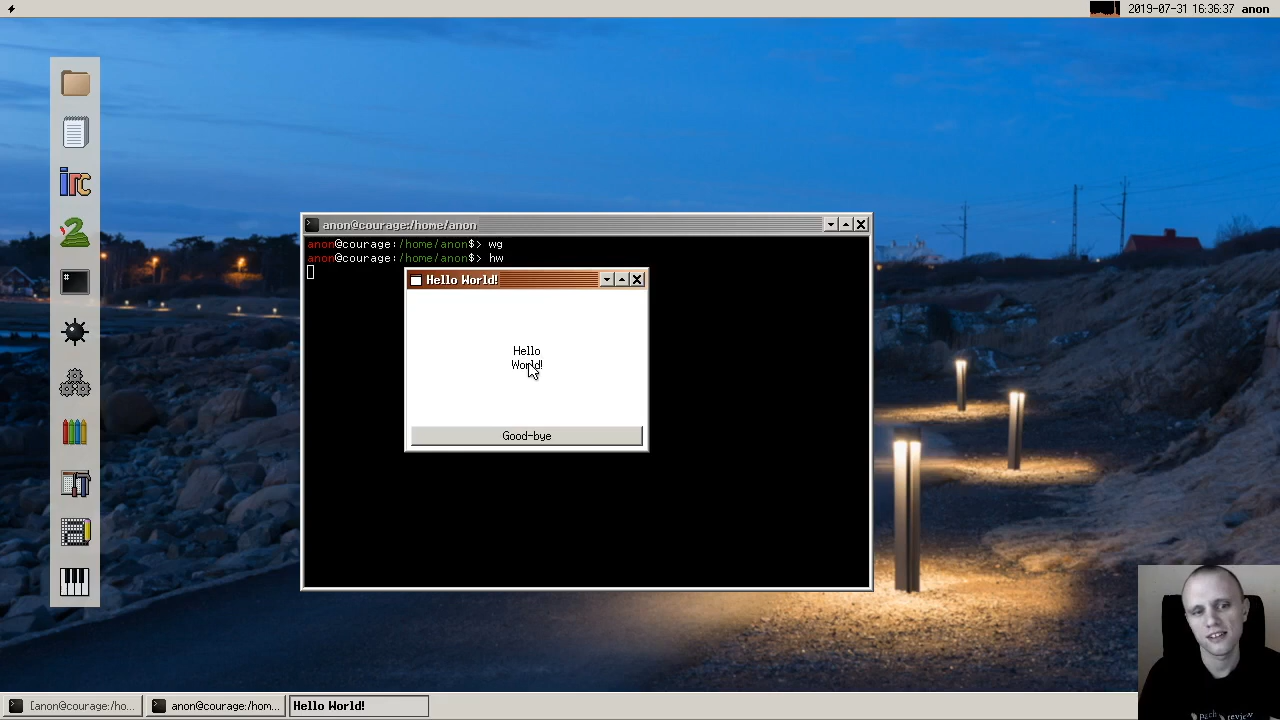 2019-07-31 16:36:37 anon
irc
anon@courage:/home/anon
anon@courage:/home/anon$> wg
anon@courage:/home/anon$> hw
Hello World!
Hello
World!
Good-bye
[anon@courage:/ho...
anon@courage:/hom...
Hello World!